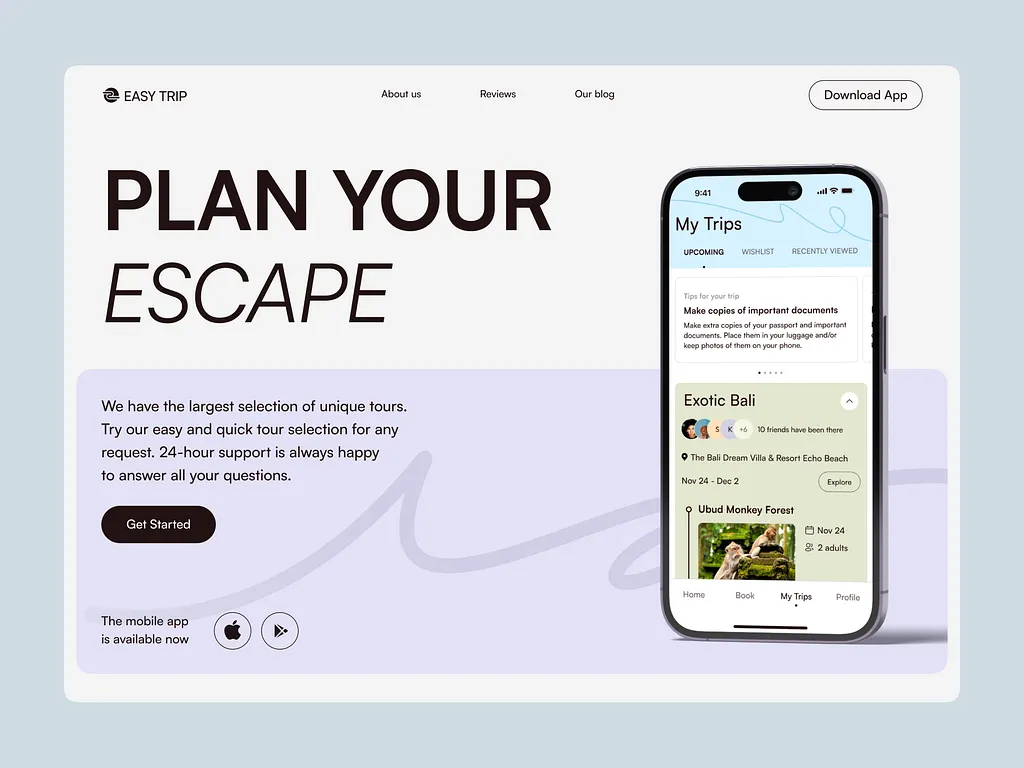 EASY TRIP
About us
Reviews
Our blog
Download App
PLAN YOUR
ESCAPE
We have the largest selection of unique tours.
Try our easy and quick tour selection for any
request. 24-hour support is always happy
to answer all your questions.
Get Started
The mobile app
is available now
9:41
My Trips
UPCOMING
WISHLIST
RECENTLY VIEWED
Tips for your trip
Make copies of important documents
Make extra copies of your passport and important
documents. Place them in your luggage and/or
keep photos of them on your phone.
Exotic Bali
S
K
+6
10 friends have been there
The Bali Dream Villa & Resort Echo Beach
Nov 24 - Dec 2
Explore
Ubud Monkey Forest
Nov 24
2 adults
Home
Book
My Trips
Profile